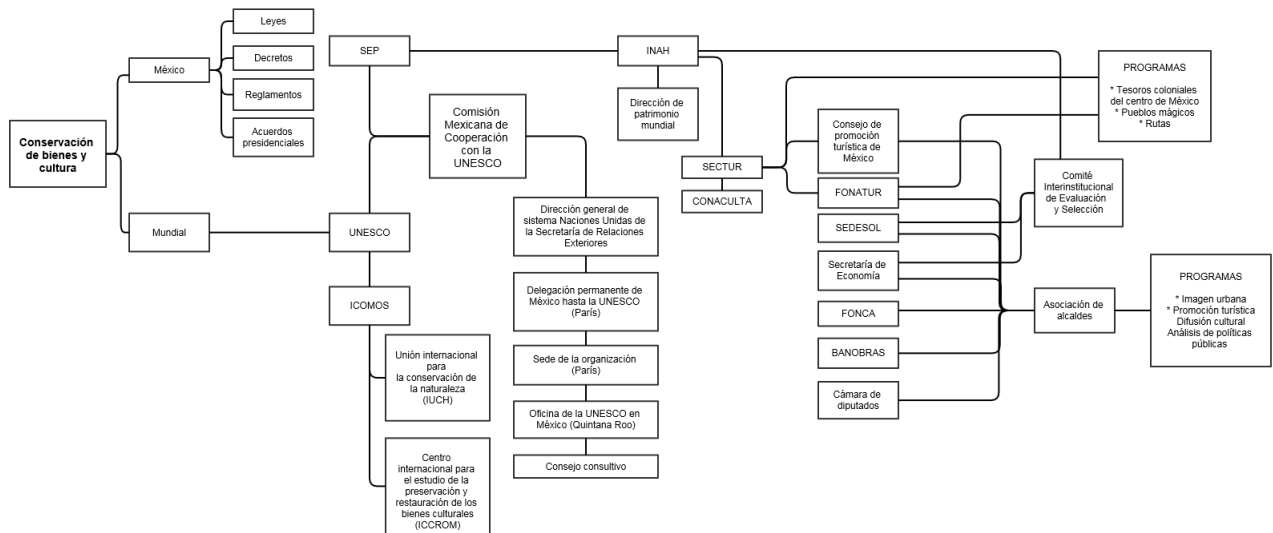 Conservación
de bienes y
cultura
México
Leyes
Decretos
Reglamentos
Acuerdos
presidenciales
Mundial
SEP
UNESCO
ICOMOS
Unión internacional
para
la conservación de
la naturaleza
(IUCH)
Centro
internacional para
el estudio de la
preservación y
restauración de los
bienes culturales
(ICCROM)
Comisión
Mexicana de
Cooperación
con la
UNESCO
Dirección general de
sistema Naciones Unidas de
la Secretaría de Relaciones
Exteriores
Delegación permanente de
México hasta la UNESCO
(París)
Sede de la organización
(París)
Oficina de la UNESCO en
México (Quintana Roo)
Consejo consultivo
INAH
Dirección de
patrimonio
mundial
SECTUR
CONACULTA
Consejo de
promoción
turística de
México
FONATUR
SEDESOL
Secretaría de
Economía
FONCA
BANOBRAS
Cámara de
diputados
PROGRAMAS
* Tesoros coloniales
del centro de México
* Pueblos mágicos
* Rutas
Comité
Interinstitucional
de Evaluación
y Selección
Asociación de
alcaldes
PROGRAMAS
* Imagen urbana
* Promoción turística
Difusión cultural
Análisis de políticas
públicas